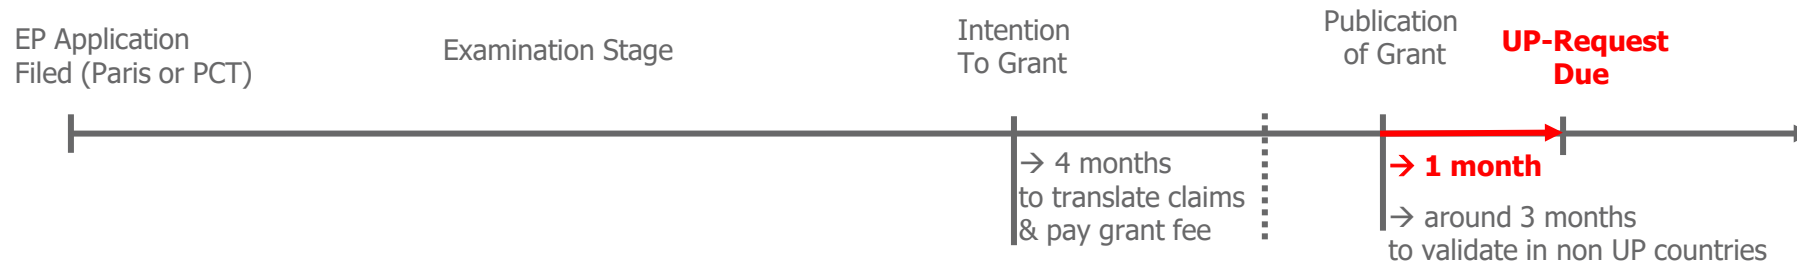 EP Application
Filed (Paris or PCT)
Examination Stage
Intention
To Grant
Publication
of Grant
UP-Request
Due
→ 4 months
to translate claims
& pay grant fee
→ 1 month
→ around 3 months
to validate in non UP countries